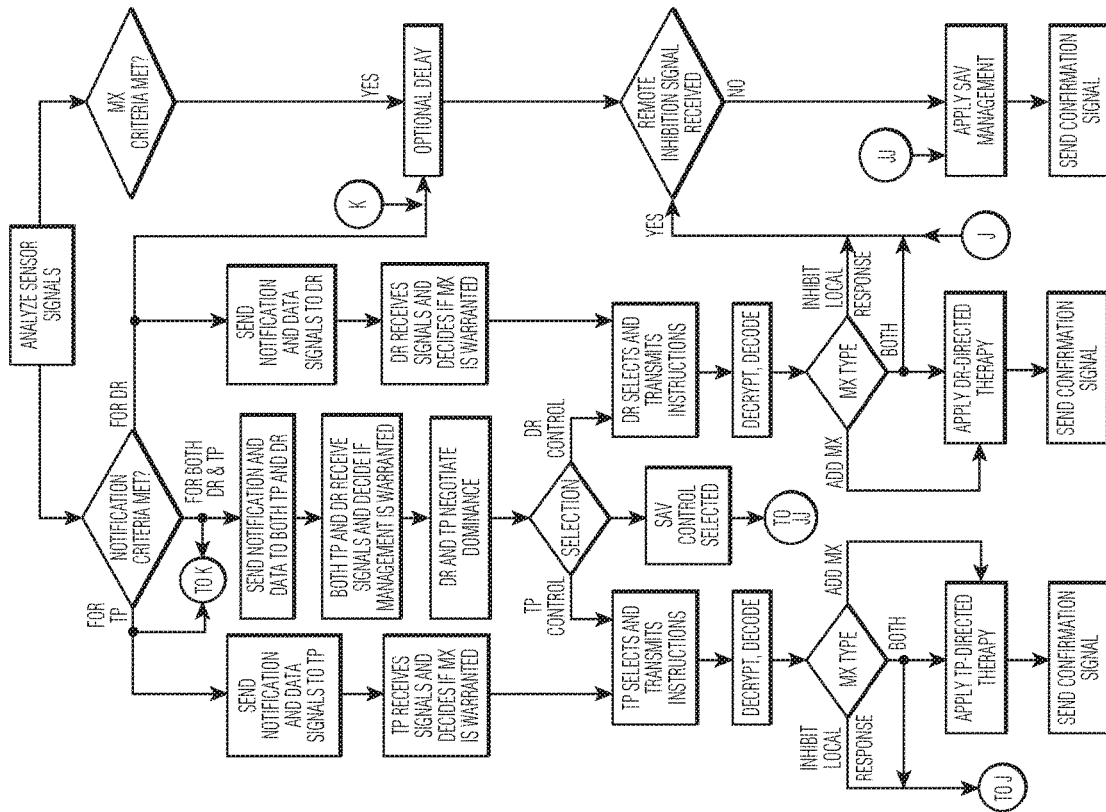 ANALYZE SENSOR
SIGNALS
NOTIFICATION
CRITERIA MET?
MX
CRITERIA MET?
FOR TP
FOR BOTH
DR & TP
FOR DR
YES
TO K
K
OPTIONAL DELAY
SEND
NOTIFICATION
AND DATA
SIGNALS TO TP
SEND NOTIFICATION AND
DATA TO BOTH TP AND DR
SEND
NOTIFICATION
AND DATA
SIGNALS TO DR
TP RECEIVES
SIGNALS AND
DECIDES IF MX
IS WARRANTED
BOTH TP AND DR RECEIVE
SIGNALS AND DECIDE IF
MANAGEMENT IS WARRANTED
DR RECEIVES
SIGNALS AND
DECIDES IF MX
IS WARRANTED
DR AND TP NEGOTIATE
DOMINANCE
SELECTION
TP CONTROL
DR CONTROL
TP SELECTS AND
TRANSMITS
INSTRUCTIONS
SAV
CONTROL
SELECTED
TO
JJ
DR SELECTS AND
TRANSMITS
INSTRUCTIONS
REMOTE
INHIBITION SIGNAL
RECEIVED
YES
NO
DECRYPT, DECODE
DECRYPT, DECODE
MX TYPE
INHIBIT LOCAL
RESPONSE
BOTH
ADD MX
MX TYPE
ADD MX
BOTH
INHIBIT LOCAL
RESPONSE
JJ
TO J
J
APPLY TP-DIRECTED
THERAPY
APPLY DR-DIRECTED
THERAPY
APPLY SAV
MANAGEMENT
SEND CONFIRMATION
SIGNAL
SEND CONFIRMATION
SIGNAL
SEND CONFIRMATION
SIGNAL